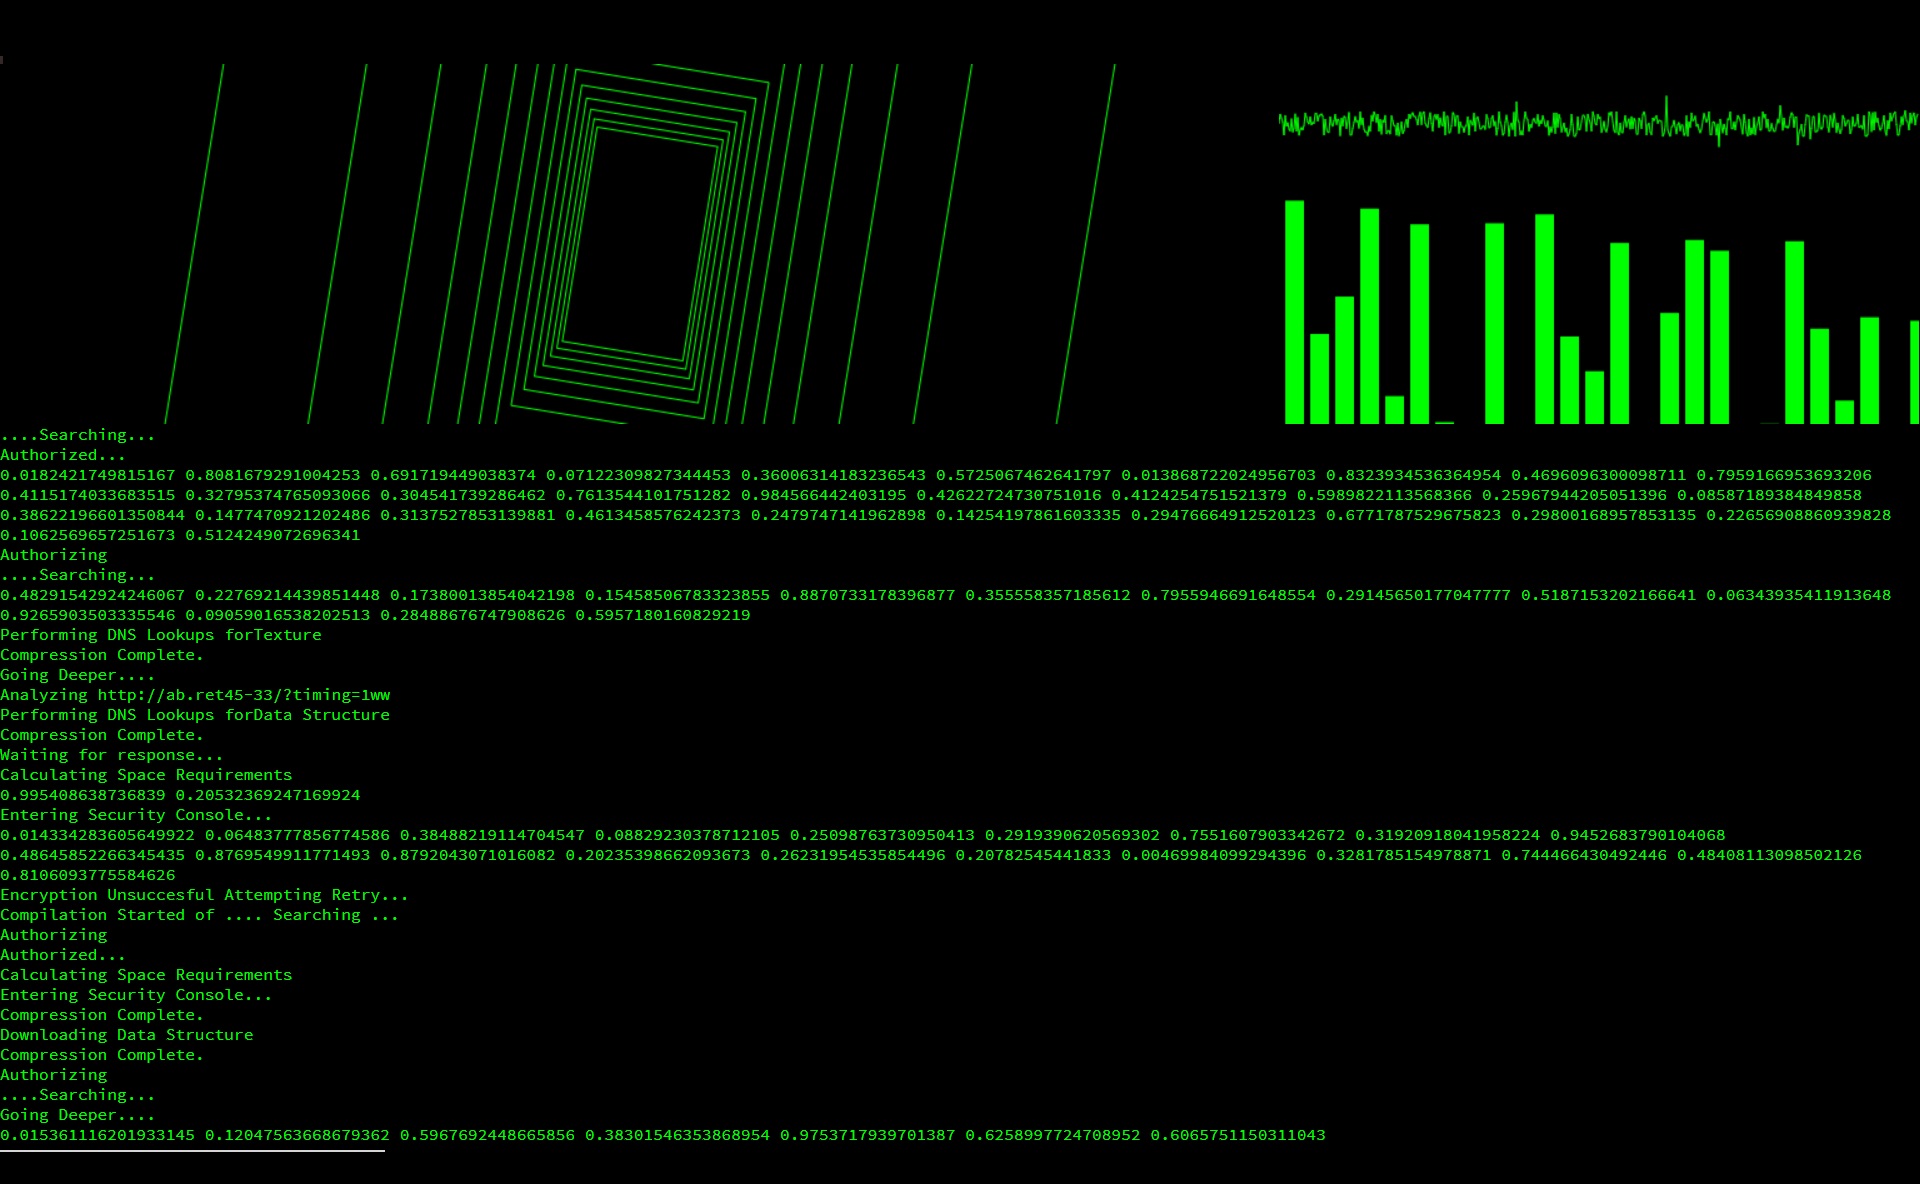 ....Searching...
Authorized...
0.0182421749815167 0.8081679291004253 0.691719449038374 0.071223098273444​53 0.36006314183236543 0.5725067462641797 0.013868722024956703 0.8323934536364954 0.4696096300098711 0.7959166953693206
0.4115174033683515 0.32795374765093066 0.304541739286462 0.7613544101751282 0.984566442403195 0.42622724730751016 0.4124254751521379 0.5989822113568366 0.25967944205051396 0.08587189384849858
0.38622196601350844 0.1477470921202486 0.3137527853139881 0.4613458576242373 0.2479747141962898 0.14254197861603335 0.29476664912520123 0.6771787529675823 0.29800168957853135 0.22656908860939828
0.1062569657251673 0.5124249072696341
Authorizing
....Searching...
0.48291542924246067 0.22769214439851448 0.17380013854042198 0.15458506783323855 0.8870733178396877 0.355558357185612 0.7955946691648554 0.29145650177047777 0.5187153202166641 0.06343935411913648
0.9265903503335546 0.09059016538202513 0.28488676747908626 0.5957180160829219
Performing DNS Lookups forTexture
Compression Complete.
Going Deeper....
Analyzing http://ab.ret45-33/?timing=1ww
Performing DNS Lookups forData Structure
Compression Complete.
Waiting for response...
Calculating Space Requirements
0.995408638736839 0.20532369247169924
Entering Security Console...
0.014334283605649922 0.06483777856774586 0.38488219114704547 0.08829230378712105 0.25098763730950413 0.2919390620569302 0.7551607903342672 0.31920918041958224 0.9452683790104068
0.48645852266345435 0.8769549911771493 0.8792043071016082 0.20235398662093673 0.26231954535854496 0.20782545441833 0.00469984099294396 0.3281785154978871 0.744466430492446 0.48408113098502126
0.8106093775584626
Encryption Unsuccesful Attempting Retry...
Compilation Started of .... Searching ...
Authorizing
Authorized...
Calculating Space Requirements
Entering Security Console...
Compression Complete.
Downloading Data Structure
Compression Complete.
Authorizing
....Searching...
Going Deeper....
0.015361116201933145 0.12047563668679362 0.5967692448665856 0.38301546353868954 0.9753717939701387 0.6258997724708952 0.6065751150311043